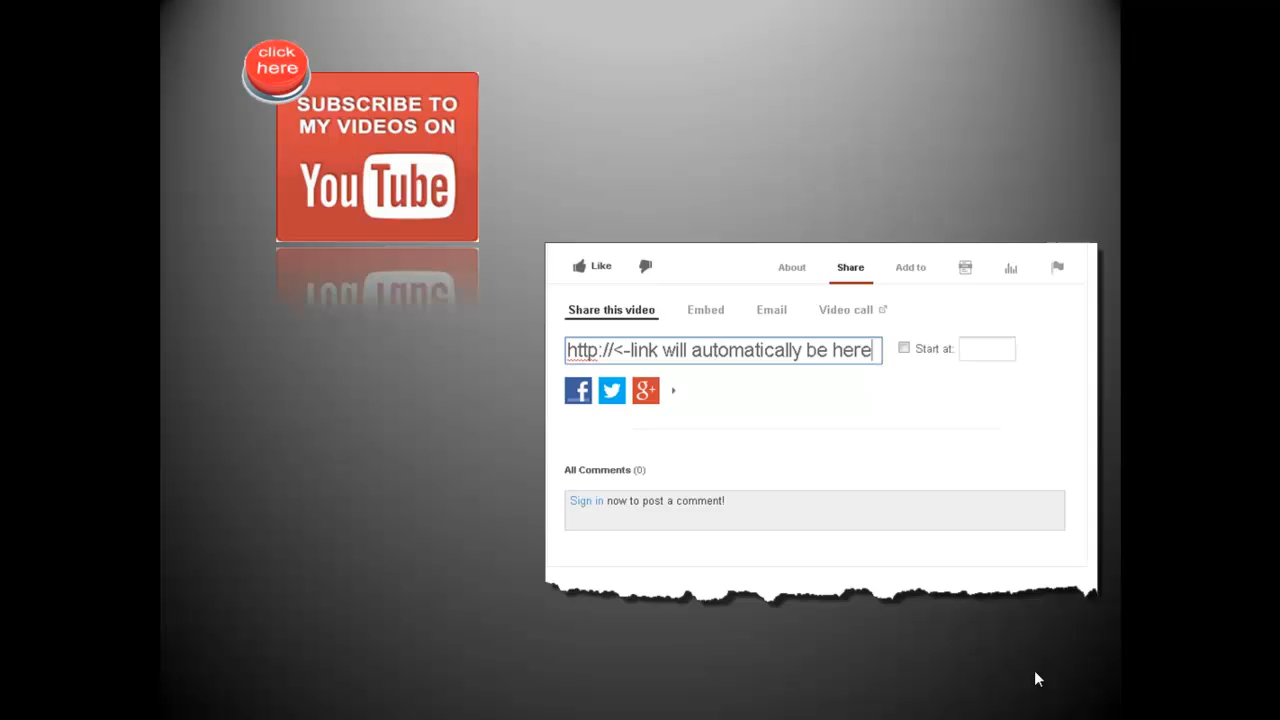 click
here
SUBSCRIBE TO
MY VIDEOS ON
YouTube
Like
About
Share
Add to
Share this video
Embed
Email
Video call
http://<-link will automatically be here
Start at:
f
g+
All Comments (0)
Sign in now to post a comment!